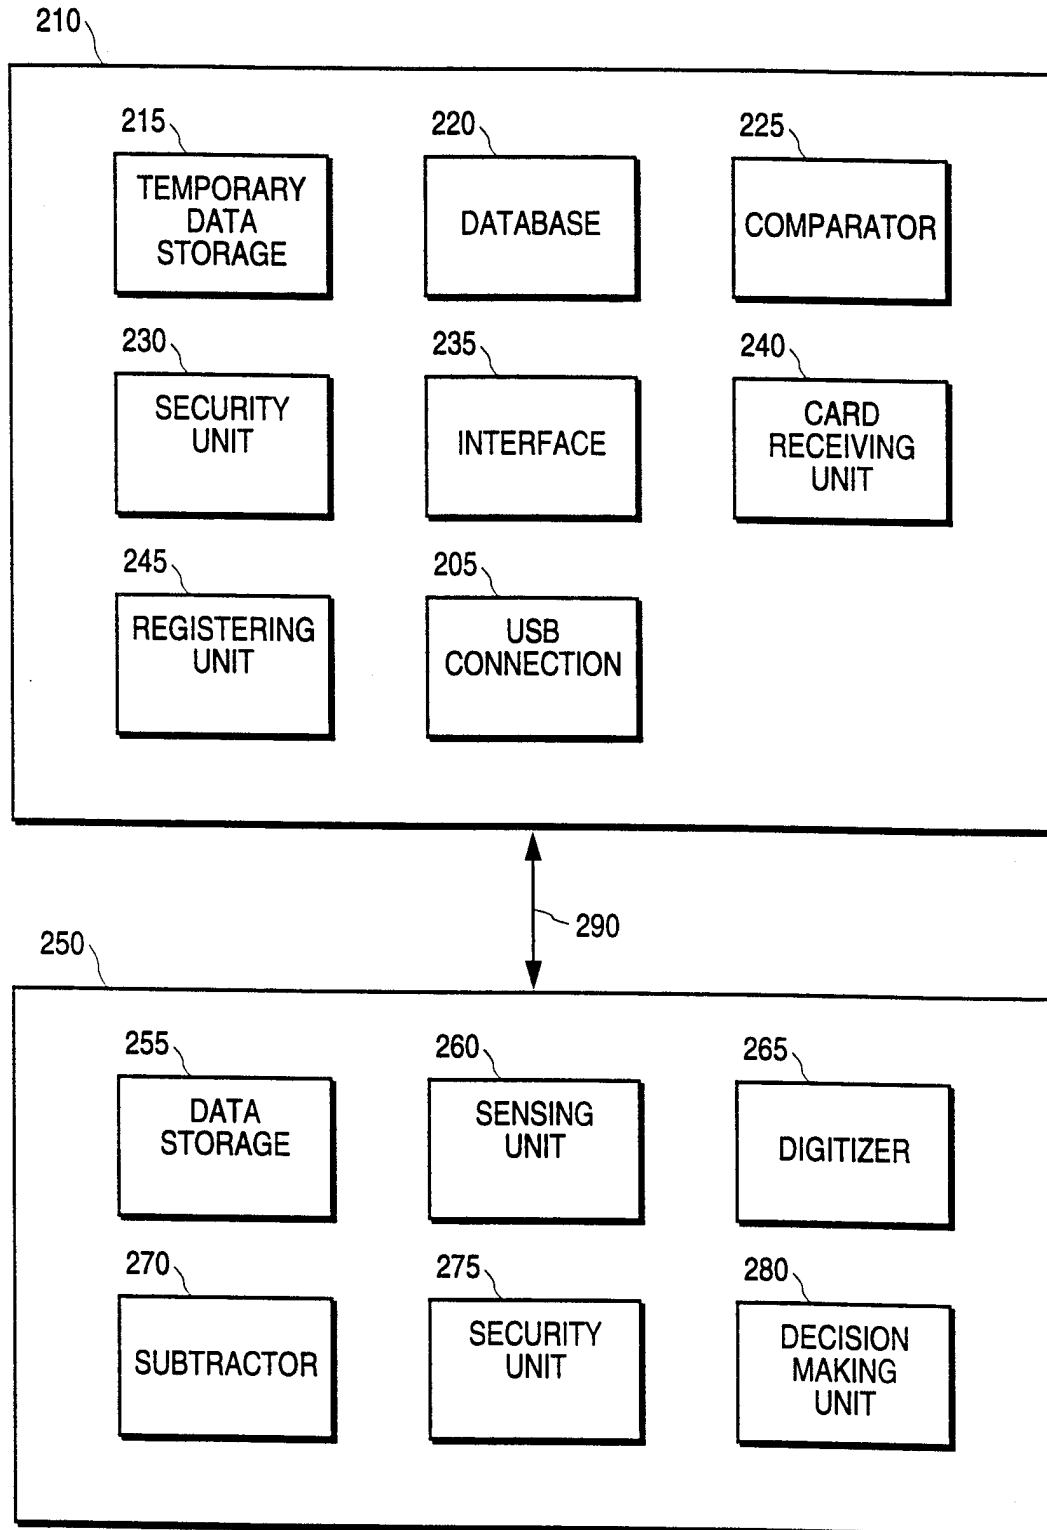 210
215
220
225
TEMPORARY
DATA
STORAGE
DATABASE
COMPARATOR
230
235
240
SECURITY
UNIT
INTERFACE
CARD
RECEIVING
UNIT
245
205
REGISTERING
UNIT
USB
CONNECTION
290
250
255
260
265
DATA
STORAGE
SENSING
UNIT
DIGITIZER
270
275
280
SUBTRACTOR
SECURITY
UNIT
DECISION
MAKING
UNIT